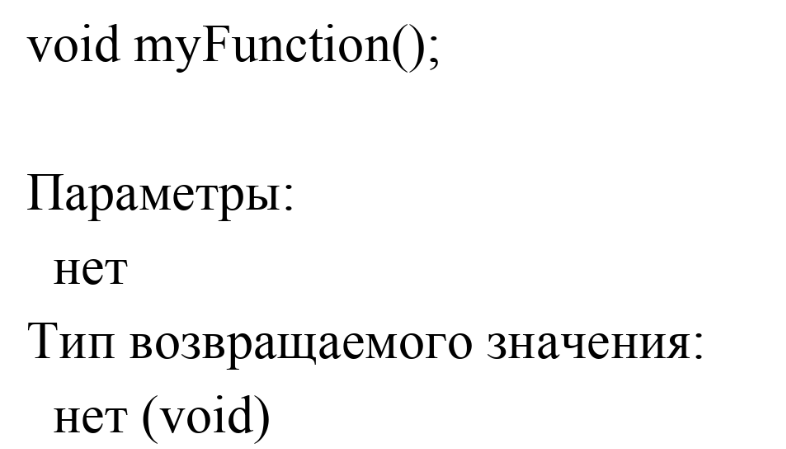 void myFunction();
Параметры:
нет
Тип возвращаемого значения:
нет (void)